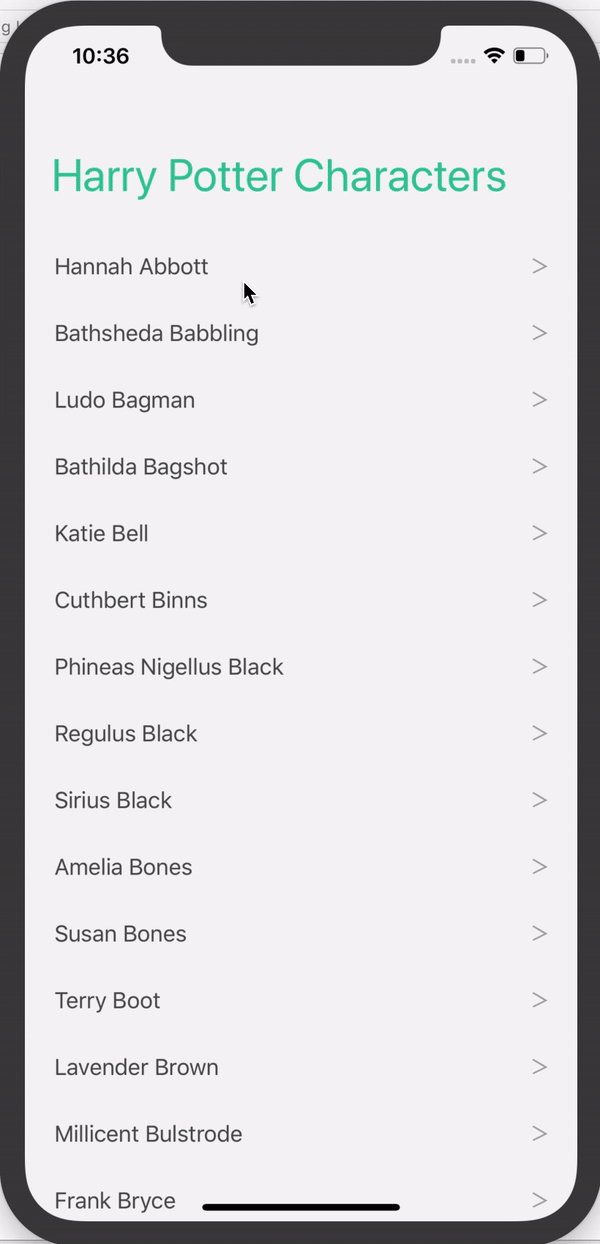 10:36
Harry Potter Characters
Hannah Abbott >
Bathsheda Babbling >
Ludo Bagman >
Bathilda Bagshot >
Katie Bell >
Cuthbert Binns >
Phineas Nigellus Black >
Regulus Black >
Sirius Black >
Amelia Bones >
Susan Bones >
Terry Boot >
Lavender Brown >
Millicent Bulstrode >
Frank Bryce >